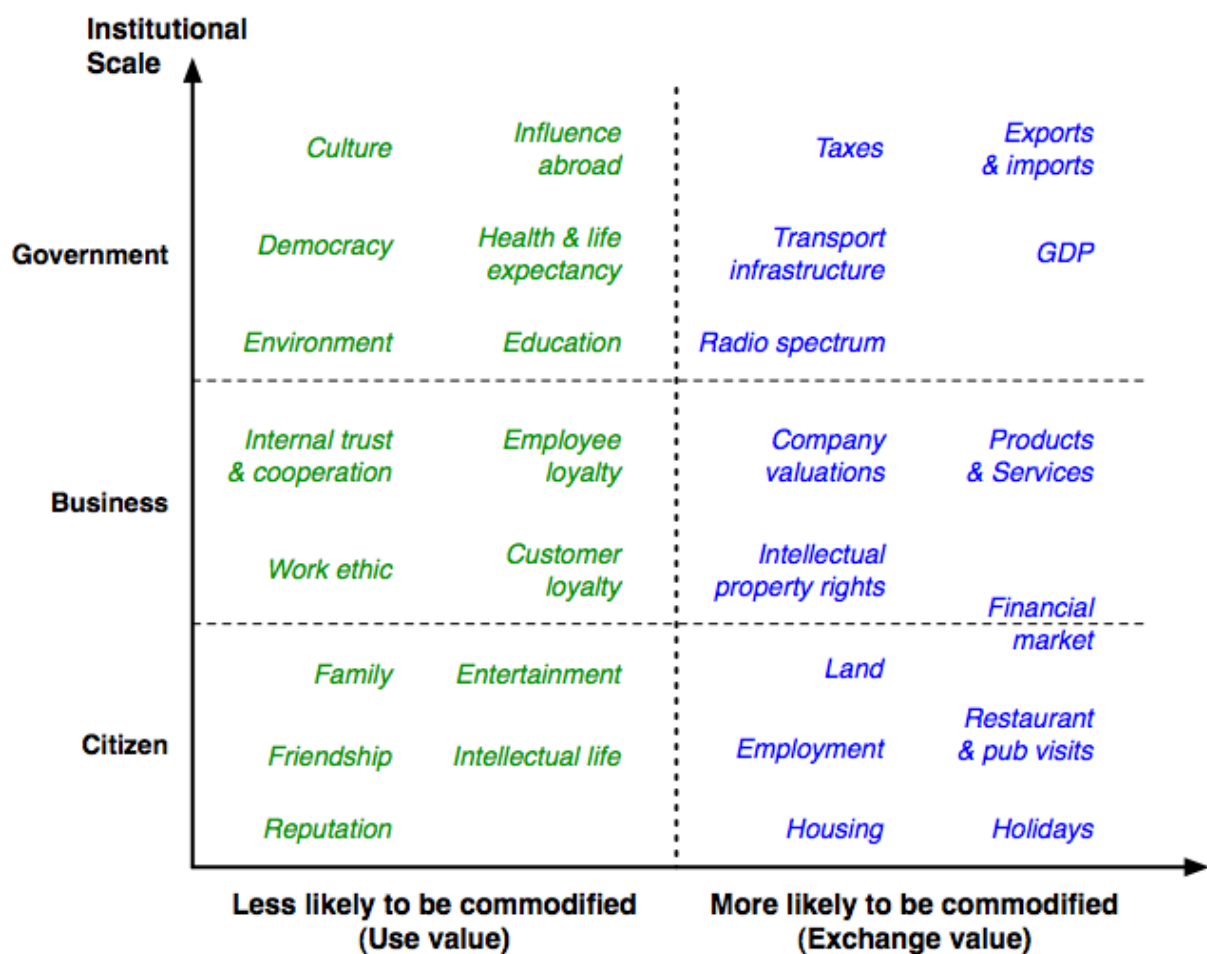 Institutional
Scale
Culture
Influence
abroad
Taxes
Exports
& imports
Government
Democracy
Health & life
expectancy
Transport
infrastructure
GDP
Environment
Education
Radio spectrum
Business
Internal trust
& cooperation
Employee
loyalty
Company
valuations
Products
& Services
Work ethic
Customer
loyalty
Intellectual
property rights
Financial
market
Citizen
Family
Entertainment
Land
Friendship
Intellectual life
Employment
Restaurant
& pub visits
Reputation
Housing
Holidays
Less likely to be commodified
(Use value)
More likely to be commodified
(Exchange value)